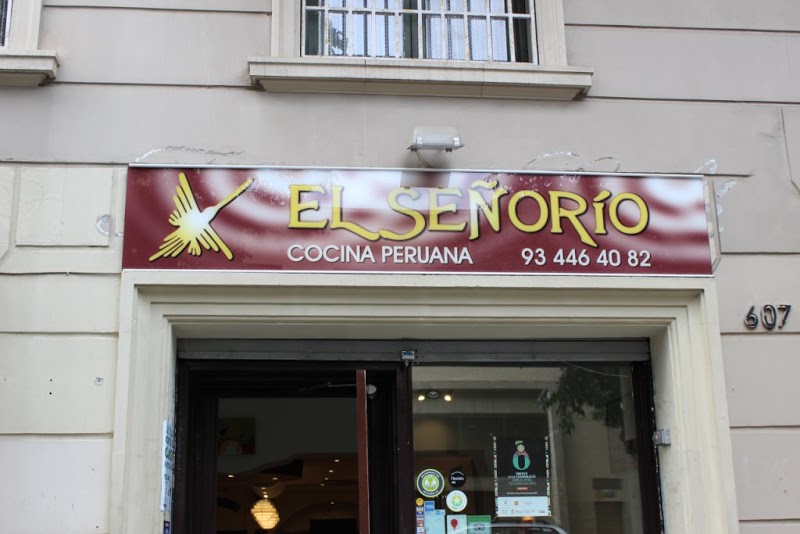 EL SEÑORÍO
COCINA PERUANA 93 446 40 82
607